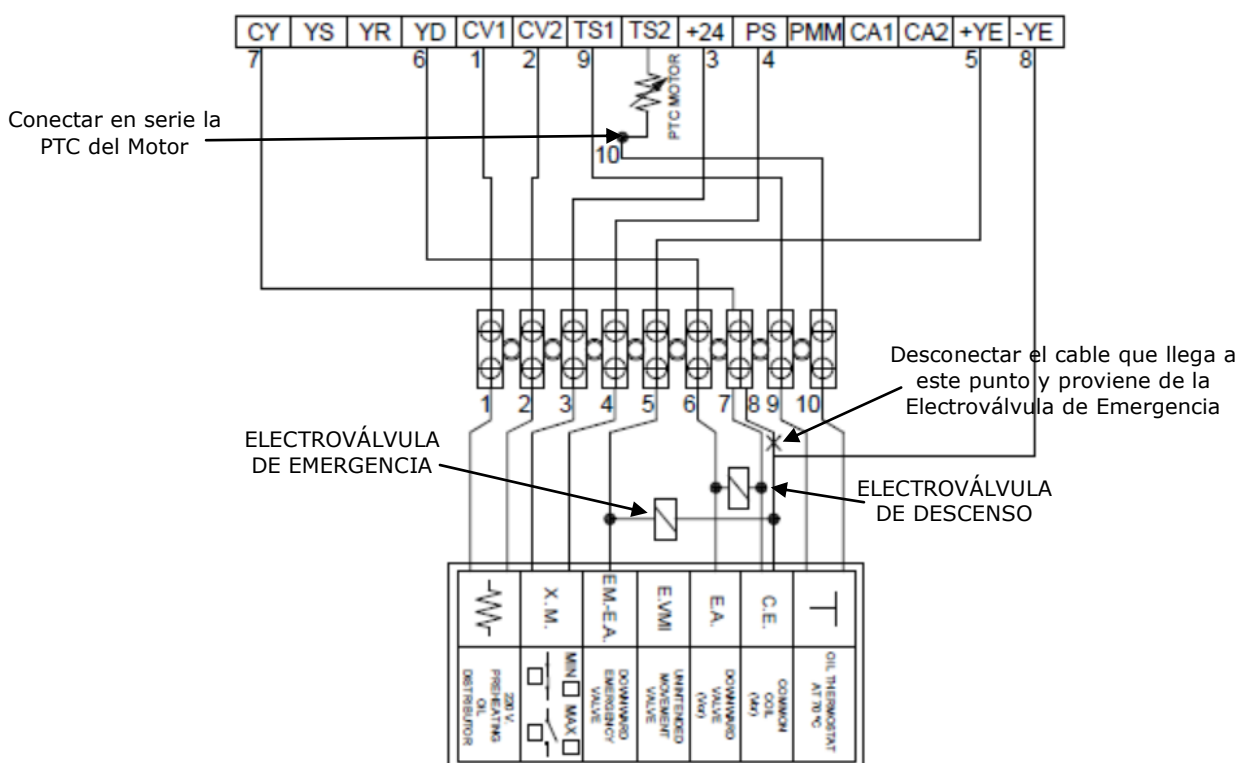 CY YS YR YD CV1 CV2 TS1 TS2 +24 PS PMM CA1 CA2 +YE -YE
7 6 1 2 9 3 4 5 8
PTC MOTOR
Conectar en serie la
PTC del Motor
10
Desconectar el cable que llega a
este punto y proviene de la
Electroválvula de Emergencia
1 2 3 4 5 6 7 8 9 10
ELECTROVÁLVULA
DE EMERGENCIA
ELECTROVÁLVULA
DE DESCENSO
X.M.
EM.-E.A.
E.VMI
E.A.
C.E.
220 V.
PREHEATING
OIL
DISTRIBUTOR
MIN MAX
DOWNWARD
EMERGENCY
VALVE
UNINTENDED
MOVEMENT
VALVE
DOWNWARD
VALVE
(Vor)
COMMON
COIL
(Vor)
OIL THERMOSTAT
AT 70 ºC